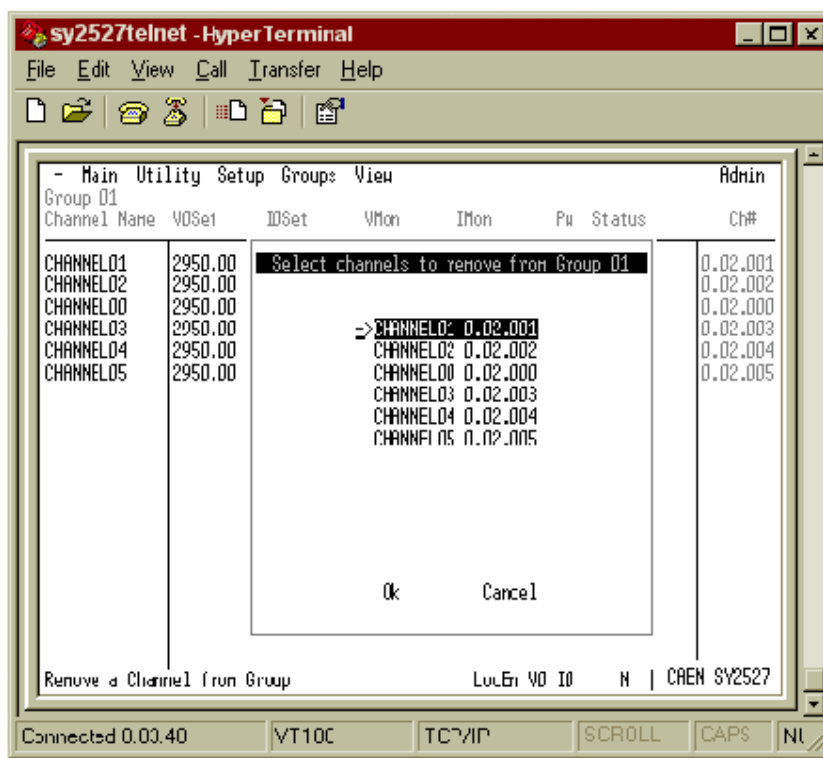 sy2527telnet - HyperTerminal
File Edit View Call Transfer Help
- Main Utility Setup Groups View Admin
Group 01
Channel Name V0Set I0Set VMon IMon Pw Status Ch#
Select channels to remove from Group 01
CHANNEL01 2950.00 0.02.001
CHANNEL02 2950.00 0.02.002
CHANNEL00 2950.00 0.02.000
CHANNEL03 2950.00 0.02.003
CHANNEL04 2950.00 0.02.004
CHANNEL05 2950.00 0.02.005
=>CHANNEL01 0.02.001
CHANNEL02 0.02.002
CHANNEL00 0.02.000
CHANNEL03 0.02.003
CHANNEL04 0.02.004
CHANNEL05 0.02.005
Ok Cancel
Remove a Channel from Group LocEn V0 I0 N | CAEN SY2527
Connected 0.03.40 VT100 TCP/IP SCROLL CAPS NU